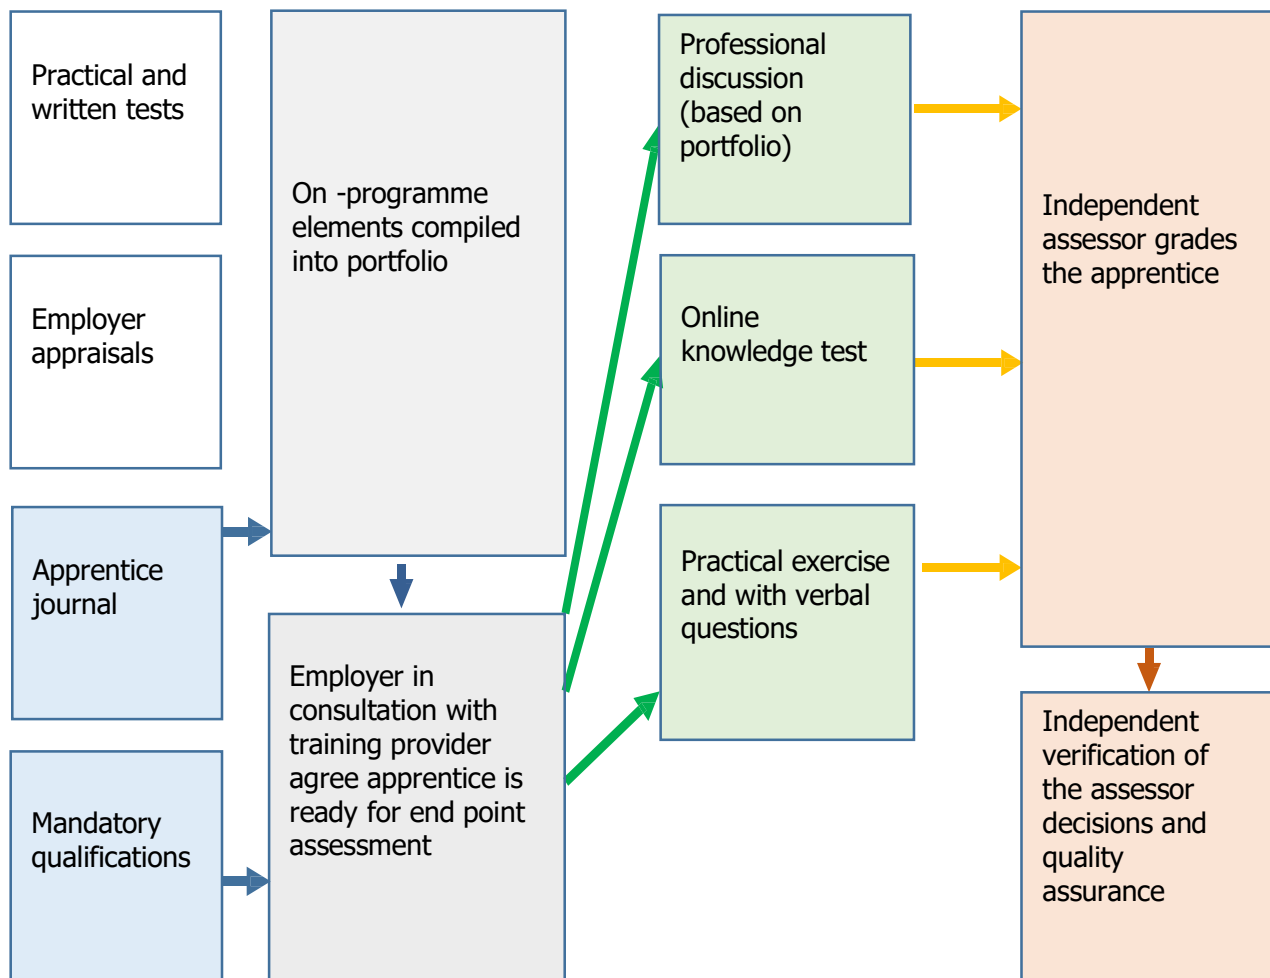 Practical and
written tests
Employer
appraisals
Apprentice
journal
Mandatory
qualifications
On -programme
elements compiled
into portfolio
Employer in
consultation with
training provider
agree apprentice is
ready for end point
assessment
Professional
discussion
(based on
portfolio)
Online
knowledge test
Practical exercise
and with verbal
questions
Independent
assessor grades
the apprentice
Independent
verification of
the assessor
decisions and
quality
assurance